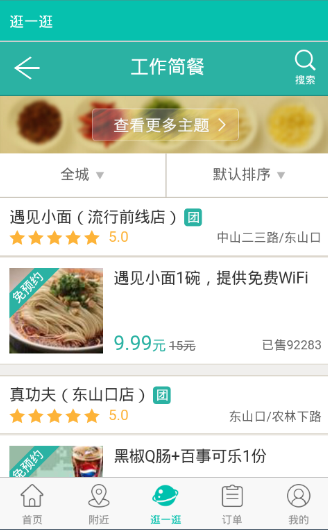 逛一逛
工作简餐
搜索
查看更多主题
全城
默认排序
遇见小面（流行前线店） 团
5.0
中山二三路/东山口
免预约
遇见小面1碗，提供免费WiFi
9.99元 15元
已售92283
真功夫（东山口店） 团
5.0
东山口/农林下路
免预约
黑椒Q肠+百事可乐1份
首页
附近
逛一逛
订单
我的